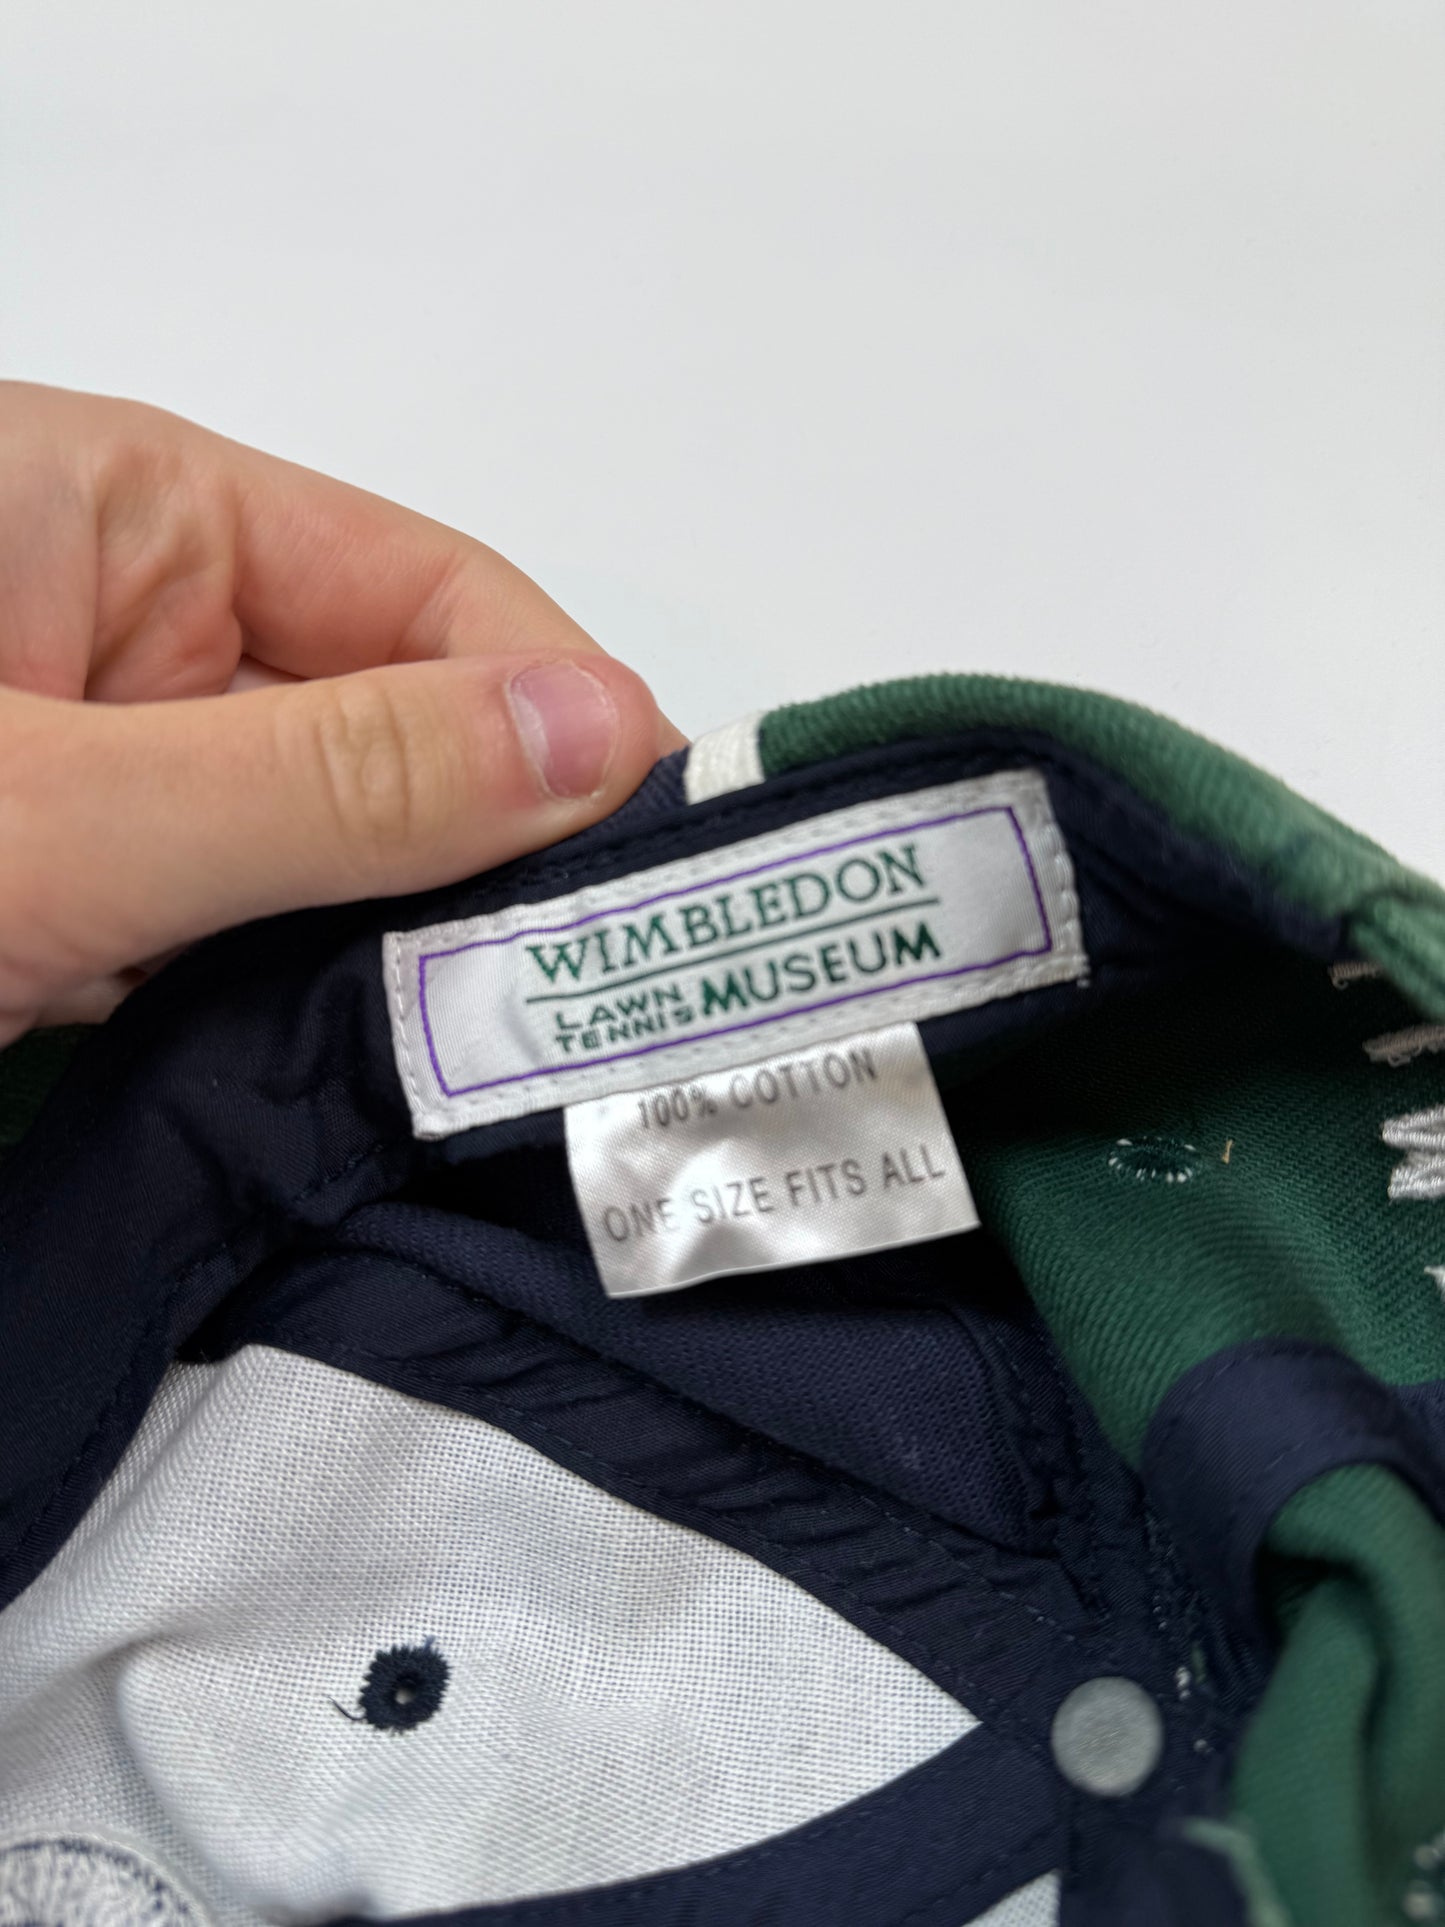 WIMBLEDON
LAWN
TENNIS MUSEUM
100% COTTON
ONE SIZE FITS ALL